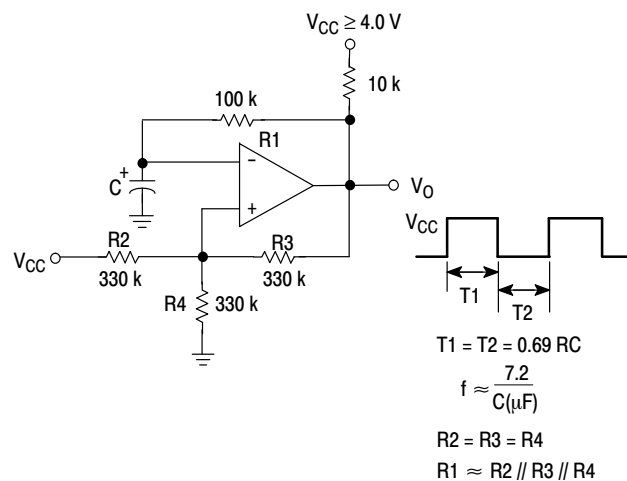 V_CC ≥ 4.0 V
10 k
100 k
R1
-
+
+
C
V_O
V_CC
R2
330 k
R3
330 k
R4
330 k
V_CC
T1
T2
T1 = T2 = 0.69 RC
f ≈ 7.2 / C(μF)
R2 = R3 = R4
R1 ≈ R2 // R3 // R4